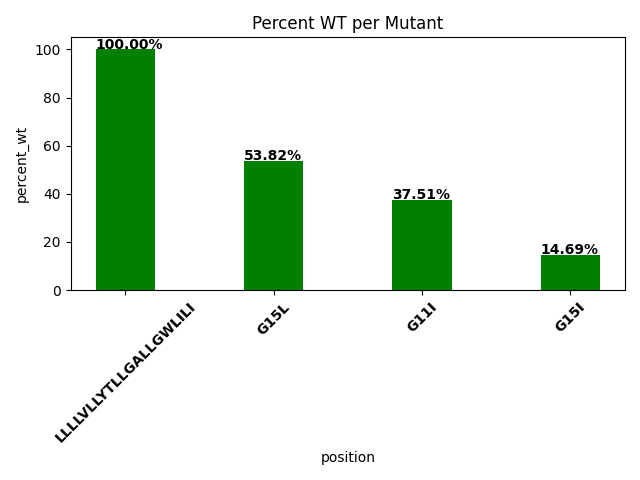 Percent WT per Mutant
percent_wt
100
80
60
40
20
0
100.00%
53.82%
37.51%
14.69%
LLLLVLLYTLLGALLGWLILI
G15L
G11I
G15I
position